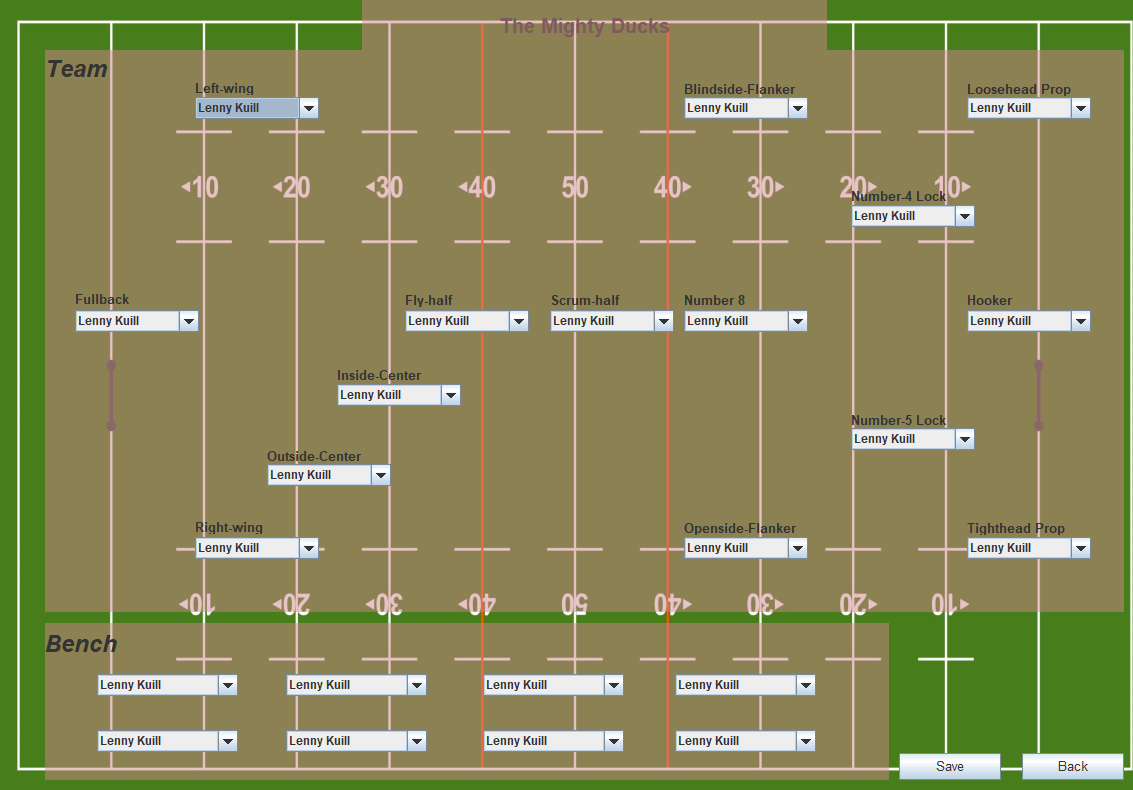 The Mighty Ducks
Team
Left-wing
Blindside-Flanker
Loosehead Prop
Lenny Kuill
Lenny Kuill
Lenny Kuill
10 20 30 40 50 40 30 20 10
Number-4 Lock
Lenny Kuill
Fullback
Fly-half
Scrum-half
Number 8
Hooker
Lenny Kuill
Lenny Kuill
Lenny Kuill
Lenny Kuill
Lenny Kuill
Inside-Center
Lenny Kuill
Number-5 Lock
Lenny Kuill
Outside-Center
Lenny Kuill
Right-wing
Openside-Flanker
Tighthead Prop
Lenny Kuill
Lenny Kuill
Lenny Kuill
10 20 30 40 50 40 30 20 10
Bench
Lenny Kuill
Lenny Kuill
Lenny Kuill
Lenny Kuill
Lenny Kuill
Lenny Kuill
Lenny Kuill
Lenny Kuill
Save
Back